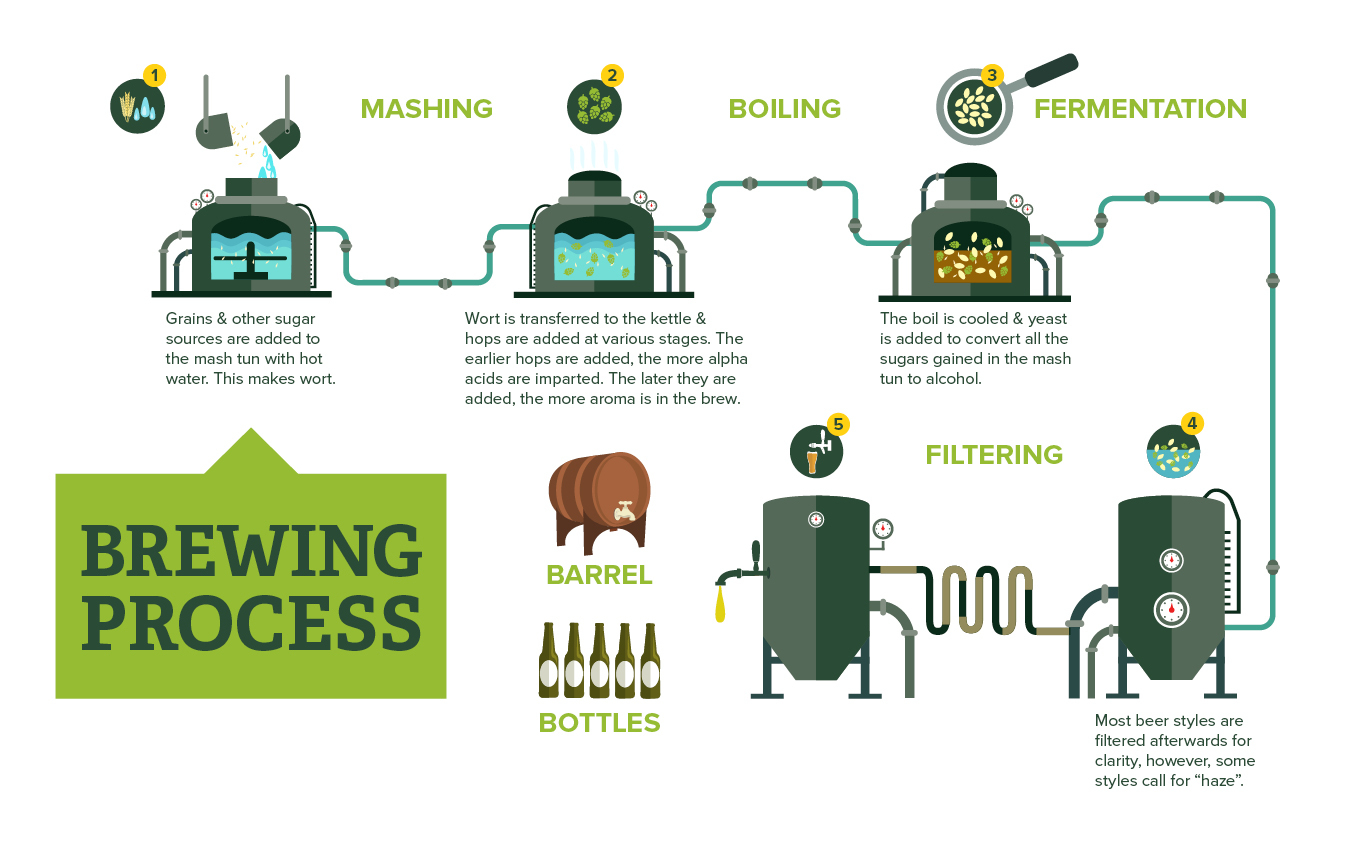 1
MASHING
2
BOILING
3
FERMENTATION
Grains & other sugar
sources are added to
the mash tun with hot
water. This makes wort.
Wort is transferred to the kettle &
hops are added at various stages. The
earlier hops are added, the more alpha
acids are imparted. The later they are
added, the more aroma is in the brew.
The boil is cooled & yeast
is added to convert all the
sugars gained in the mash
tun to alcohol.
4
FILTERING
5
Most beer styles are
filtered afterwards for
clarity, however, some
styles call for “haze”.
BARREL
BOTTLES
BREWING
PROCESS